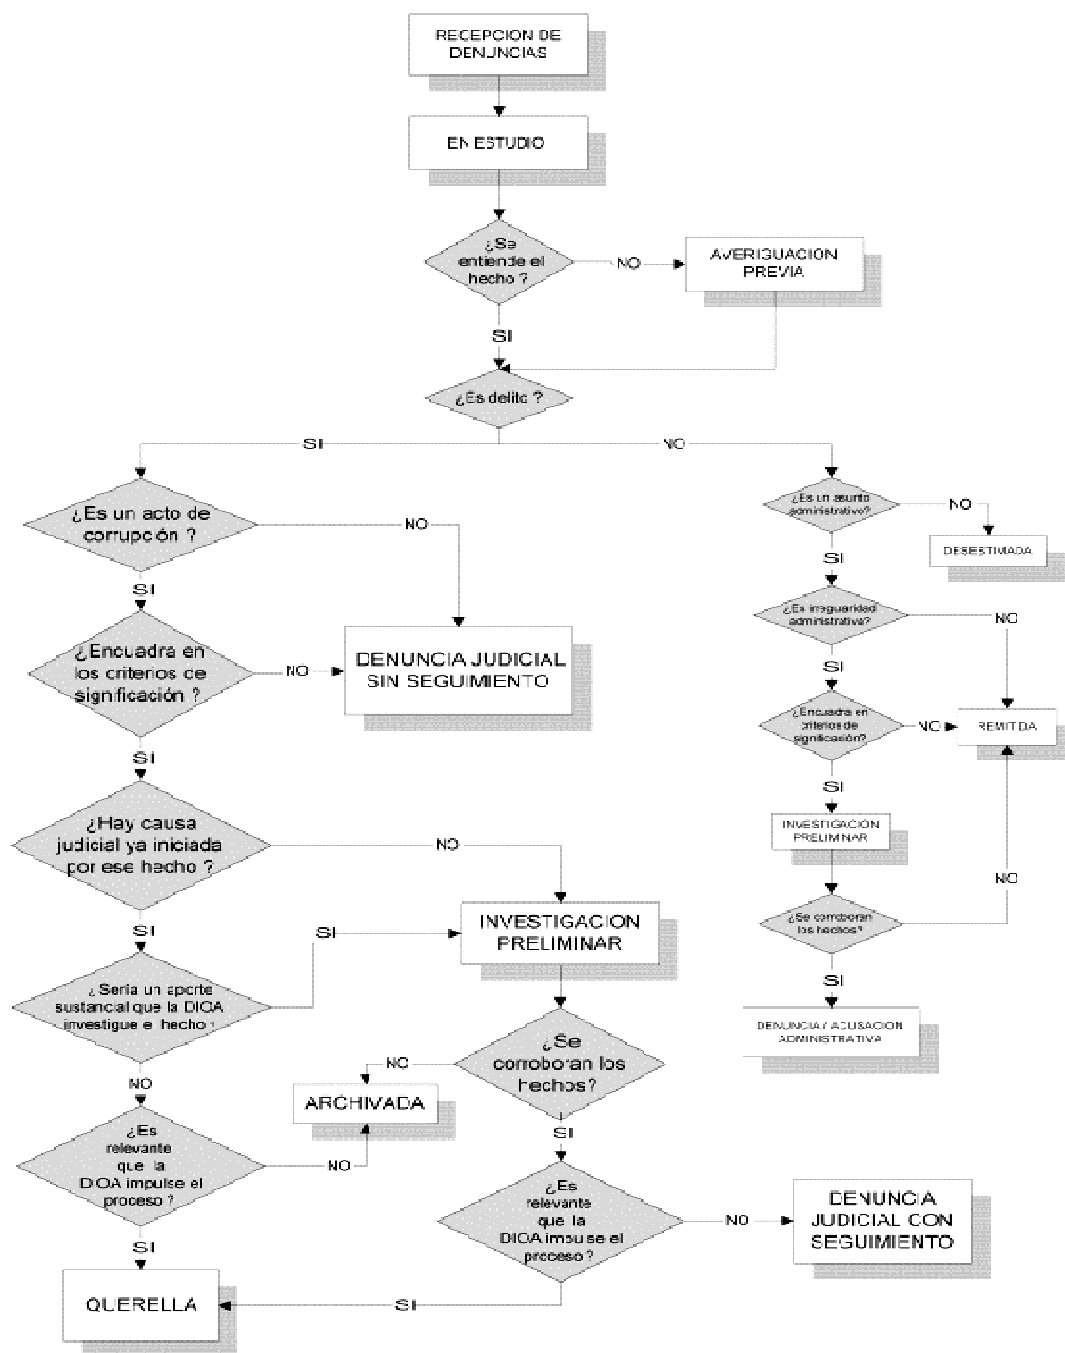 RECEPCION DE
DENUNCIAS
EN ESTUDIO
¿Se
entiende el
hecho ?
NO
AVERIGUACION
PREVIA
SI
¿Es delito ?
SI
NO
¿Es un acto de
corrupción ?
NO
¿Es un asunto
administrativo?
NO
DESESTIMADA
SI
SI
¿Encuadra en
los criterios de
significación ?
NO
DENUNCIA JUDICIAL
SIN SEGUIMIENTO
¿Es irregularidad
administrativa?
NO
SI
¿Encuadra en
criterios de
significación?
NO
REMITIDA
SI
SI
¿Hay causa
judicial ya iniciada
por ese hecho ?
NO
INVESTIGACION
PRELIMINAR
NO
SI
SI
INVESTIGACION
PRELIMINAR
¿Se corroboran
los hechos?
SI
¿Sería un aporte
sustancial que la DIOA
investigue el hecho ?
DENUNCIA Y ACUSACION
ADMINISTRATIVA
¿Se
corroboran los
hechos?
NO
ARCHIVADA
NO
SI
¿Es
relevante
que la
DIOA impulse el
proceso ?
NO
¿Es
relevante
que la
DIOA impulse el
proceso ?
NO
DENUNCIA
JUDICIAL CON
SEGUIMIENTO
SI
QUERELLA
SI